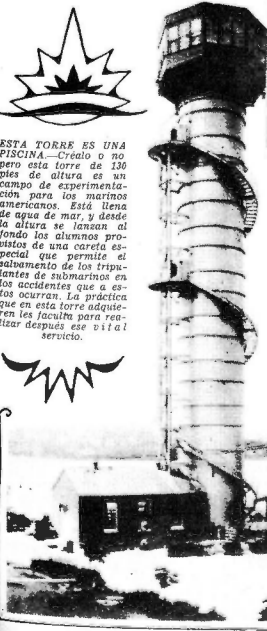 ESTA TORRE ES UNA
PISCINA.—Créalo o no
pero esta torre de 130
pies de altura es un
campo de experimenta-
ción para los marinos
americanos. Está llena
de agua de mar, y desde
la altura se lanzan al
fondo los alumnos pro-
vistos de una careta es-
pecial que permite el
salvamento de los tripu-
lantes de submarinos en
los accidentes que a es-
tos ocurran. La práctica
que en esta torre adquie-
ren les faculta para rea-
lizar después ese vital
servicio.